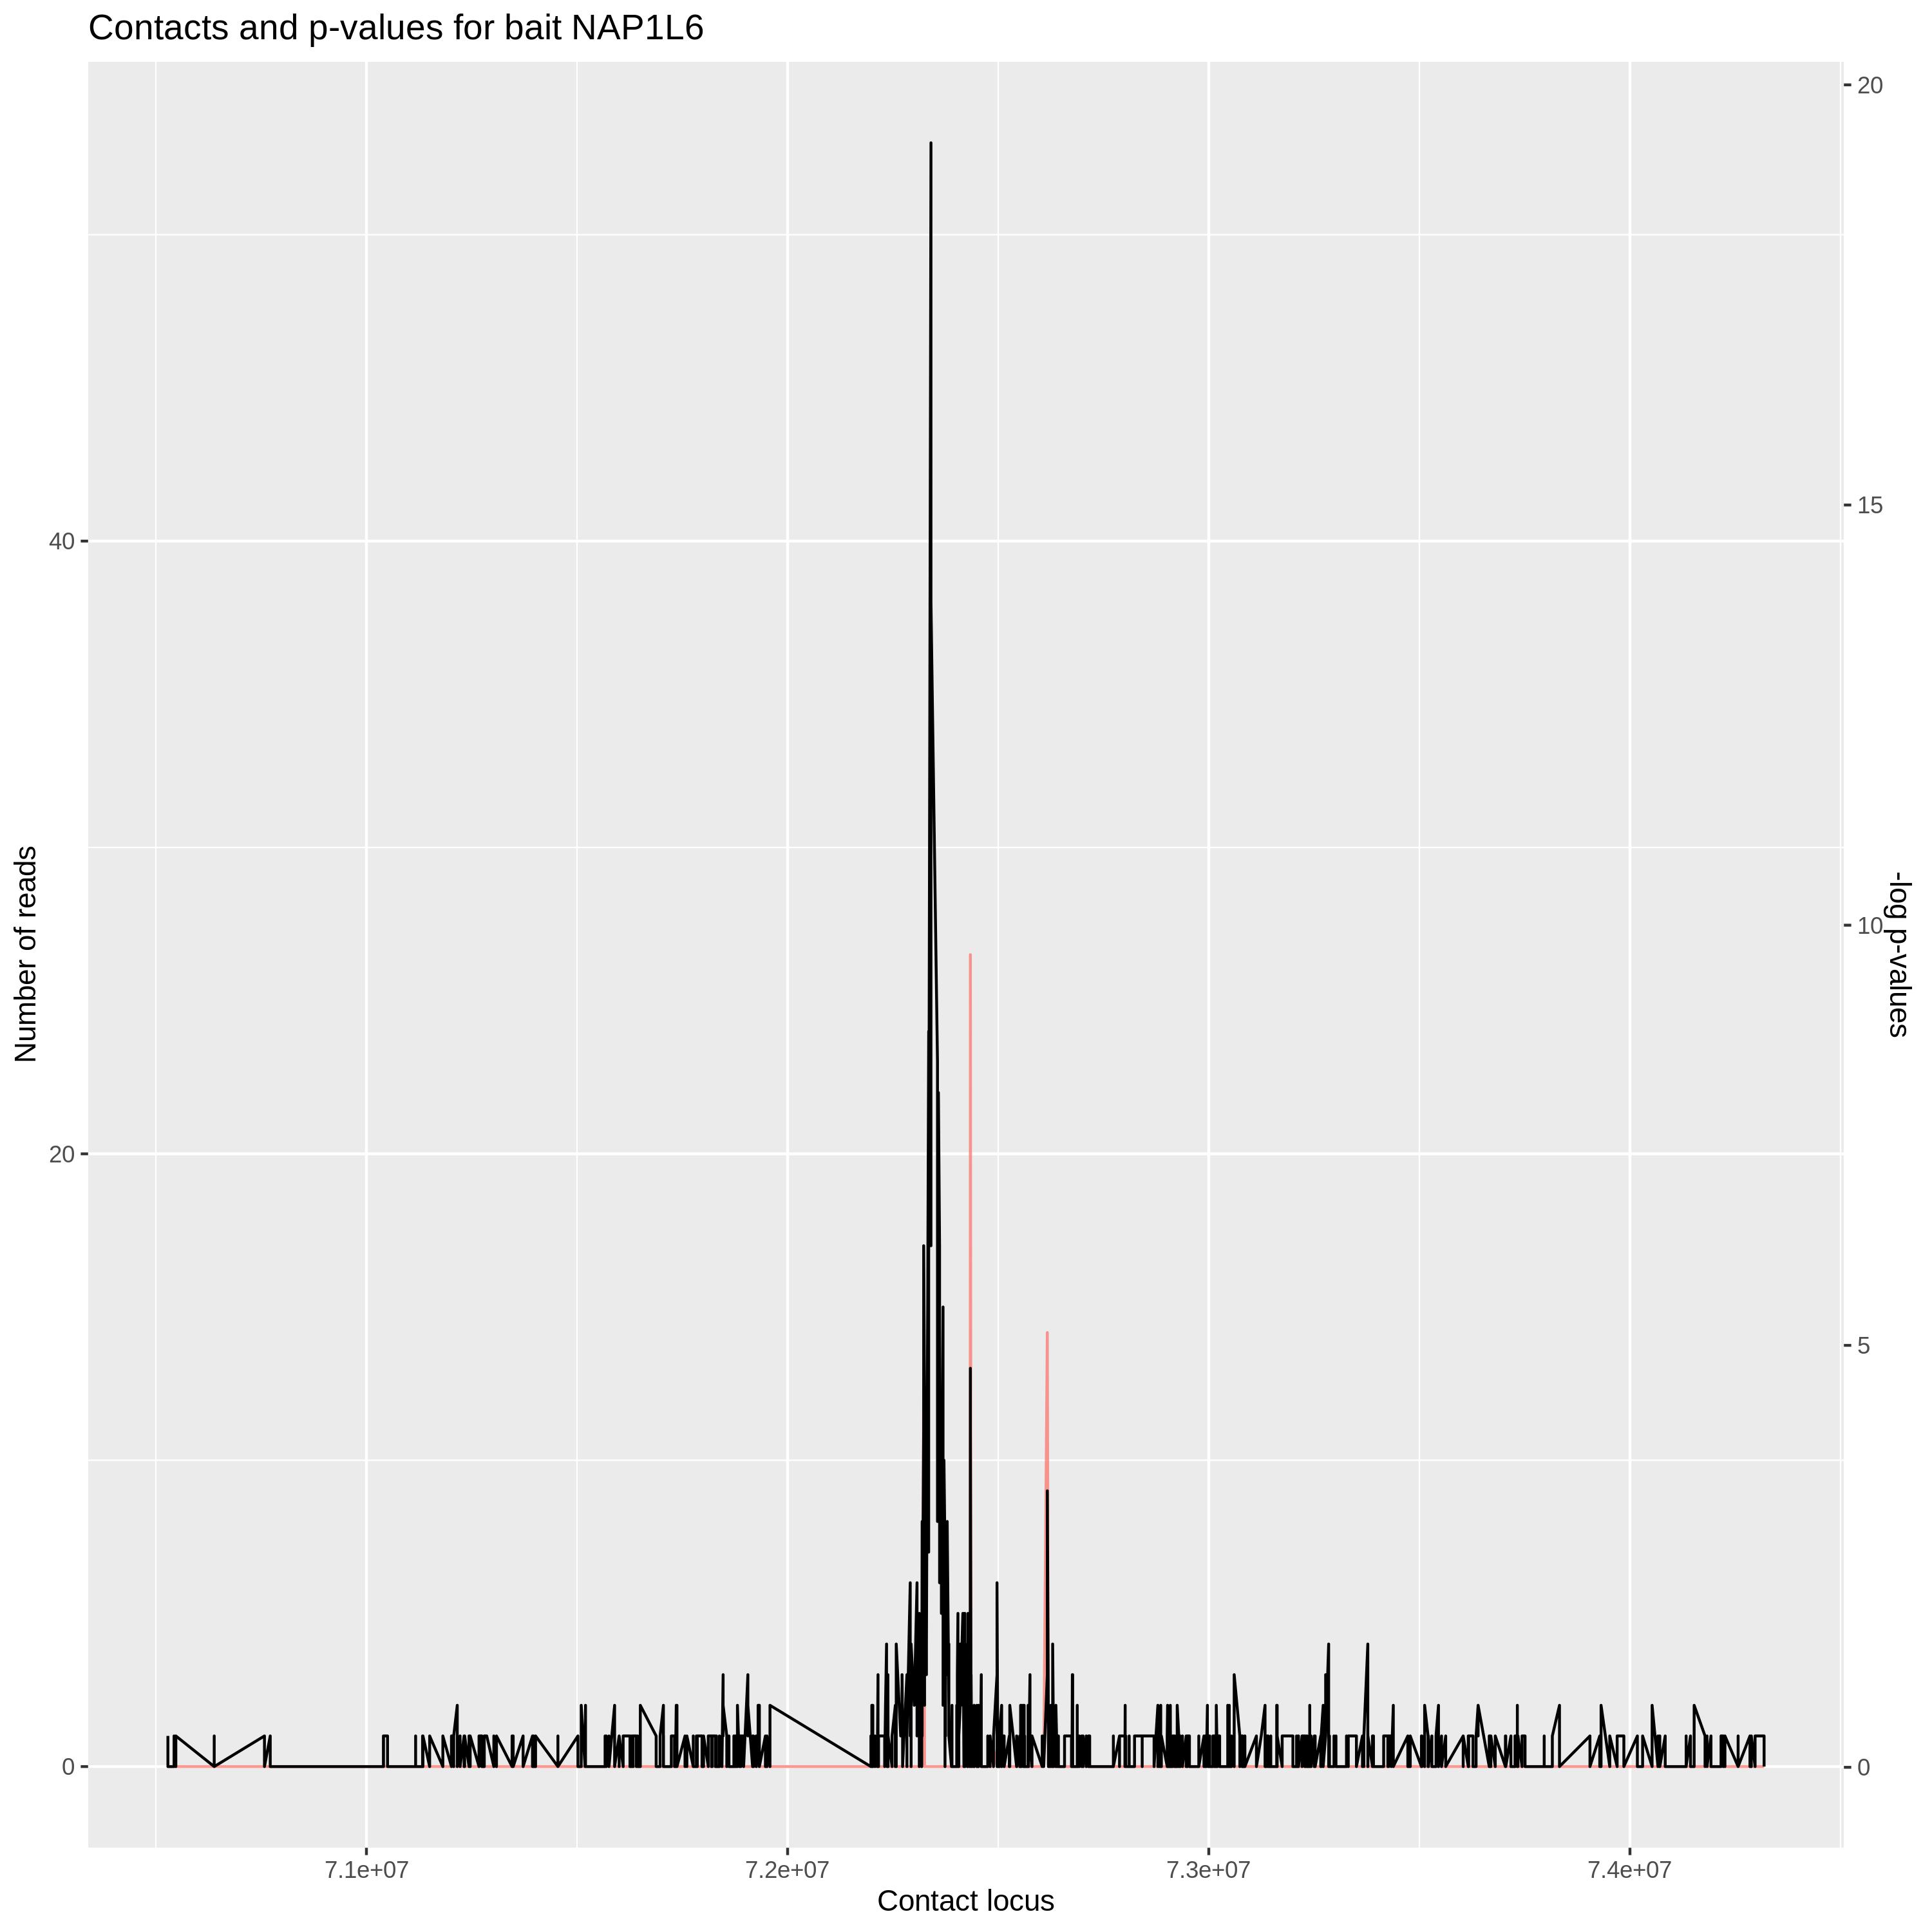 Contacts and p-values for bait NAP1L6
20
15
40
10
20
5
0
0
Number of reads
-log p-values
7.1e+07
7.2e+07
7.3e+07
7.4e+07
Contact locus